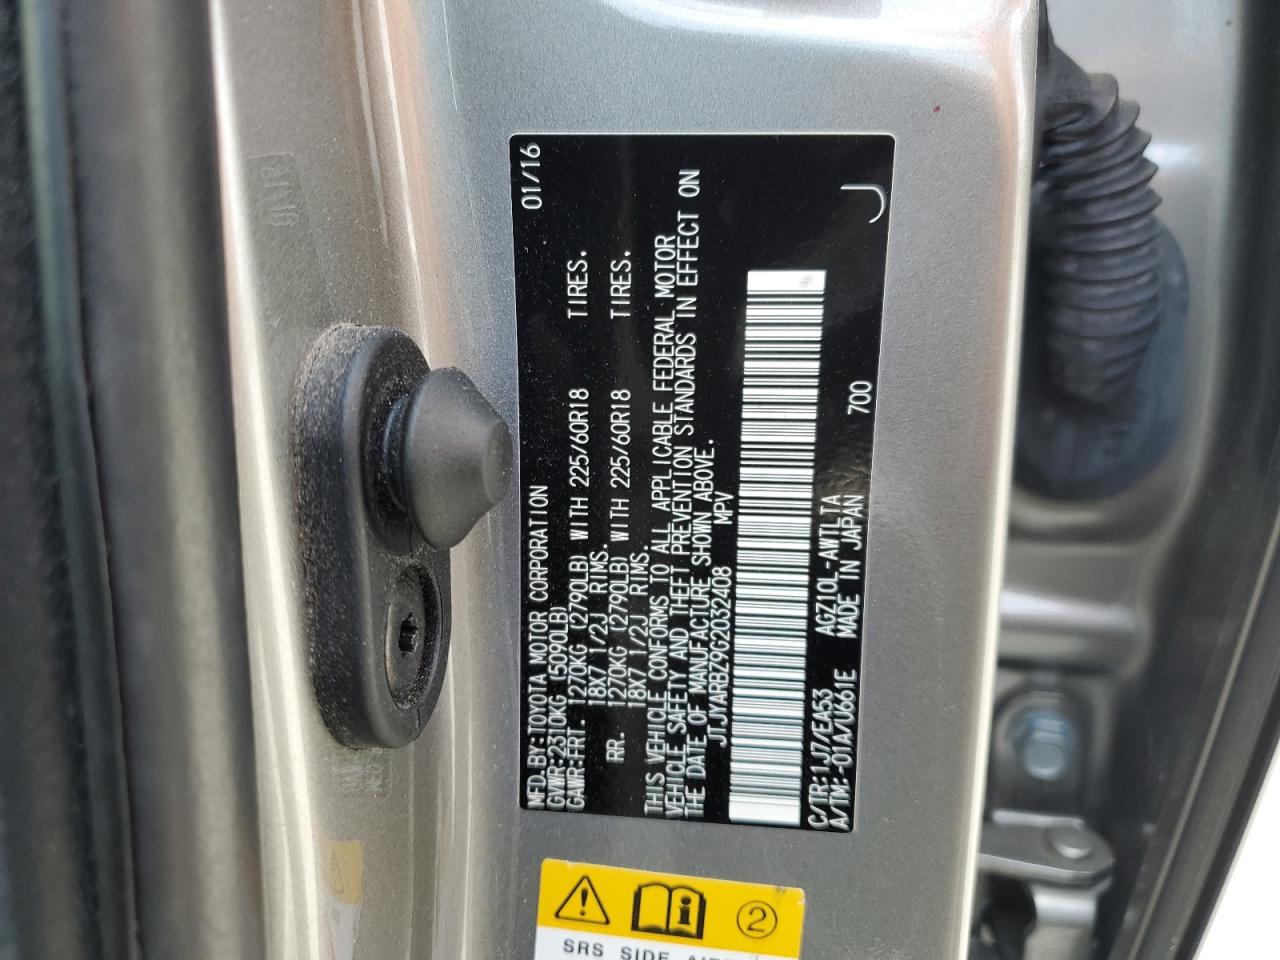 MFD. BY: TOYOTA MOTOR CORPORATION 01/16
GVWR: 2310KG (5090LB)
GAWR: FRT. 1270KG (2790LB) WITH 225/60R18 TIRES.
18X7 1/2J RIMS.
RR. 1270KG (2790LB) WITH 225/60R18 TIRES.
18X7 1/2J RIMS.
THIS VEHICLE CONFORMS TO ALL APPLICABLE FEDERAL MOTOR
VEHICLE SAFETY AND THEFT PREVENTION STANDARDS IN EFFECT ON
THE DATE OF MANUFACTURE SHOWN ABOVE.
JTJYARBZ9G2032408 MPV
C/TR: 1J7/EA53 AGZ10L-AWTLTA
A/TM: -01A/U661E MADE IN JAPAN 700 J
2
SRS SIDE